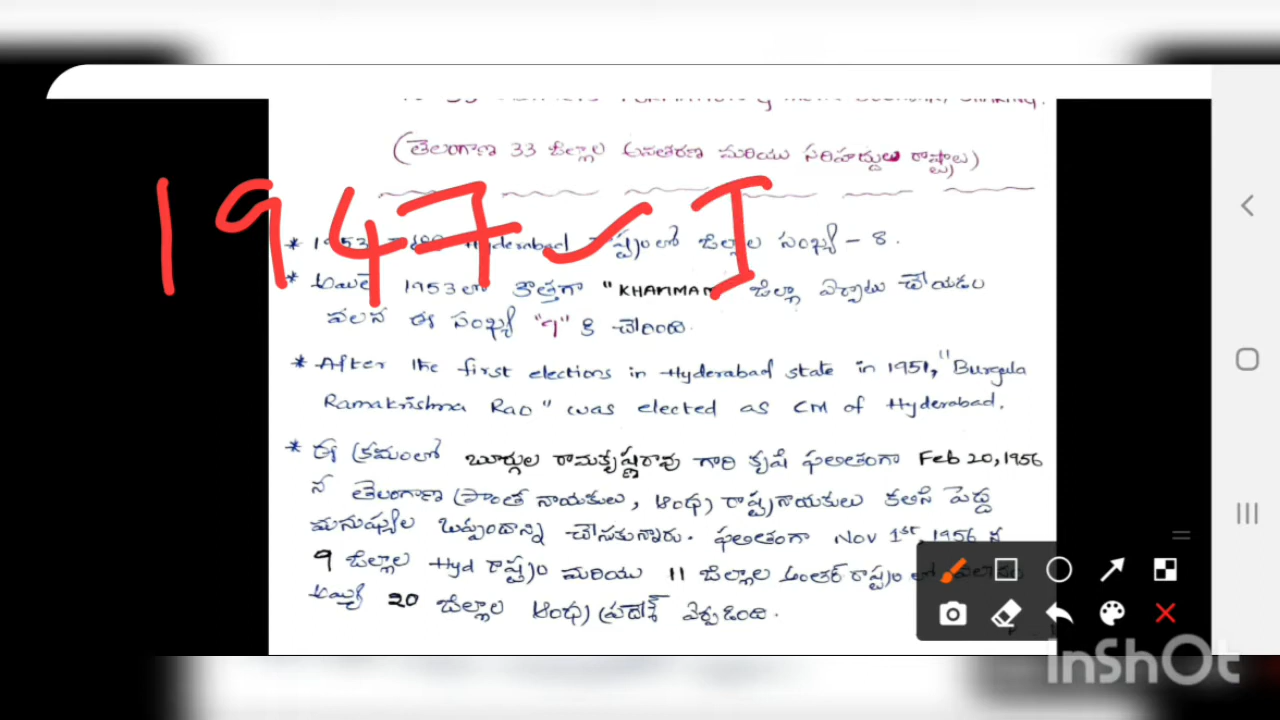 (తెలంగాణ 33 జిల్లాల అవతరణ మరియు సరిహద్దులు రాష్ట్రాలు)
1947 ✓ I
* 1953 Hyderabad రాష్ట్రంలో జిల్లాల సంఖ్య - 8.
* అయితే 1953లో కొత్తగా "KHAMMAM" జిల్లా ఏర్పాటు చేయడం
వలన ఈ సంఖ్య "9" కి చేరింది.
* After the first elections in Hyderabad state in 1951, "Burgula
Ramakrishna Rao" was elected as CM of Hyderabad.
* ఈ క్రమంలో బూర్గుల రామకృష్ణారావు గారి కృషి ఫలితంగా Feb 20, 1956
న తెలంగాణ ప్రాంత నాయకులు, ఆంధ్ర రాష్ట్ర నాయకులు కలిసి పెద్ద
మనుష్యుల ఒప్పందాన్ని చేసుకున్నారు. ఫలితంగా Nov 1st, 1956 న
9 జిల్లాల Hyd రాష్ట్రం మరియు 11 జిల్లాల ఆంధ్ర రాష్ట్రం లో
20 జిల్లాల ఆంధ్రప్రదేశ్ ఏర్పడింది.
InShOt